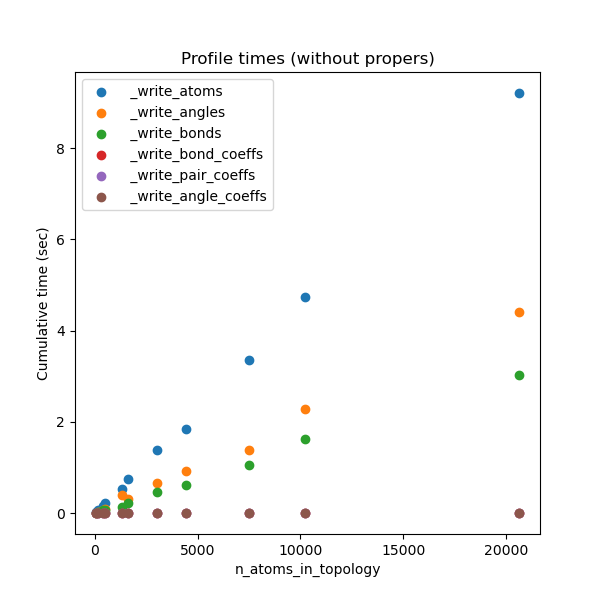 Profile times (without propers)
_write_atoms
_write_angles
_write_bonds
_write_bond_coeffs
_write_pair_coeffs
_write_angle_coeffs
8
6
4
2
0
Cumulative time (sec)
0 5000 10000 15000 20000
n_atoms_in_topology